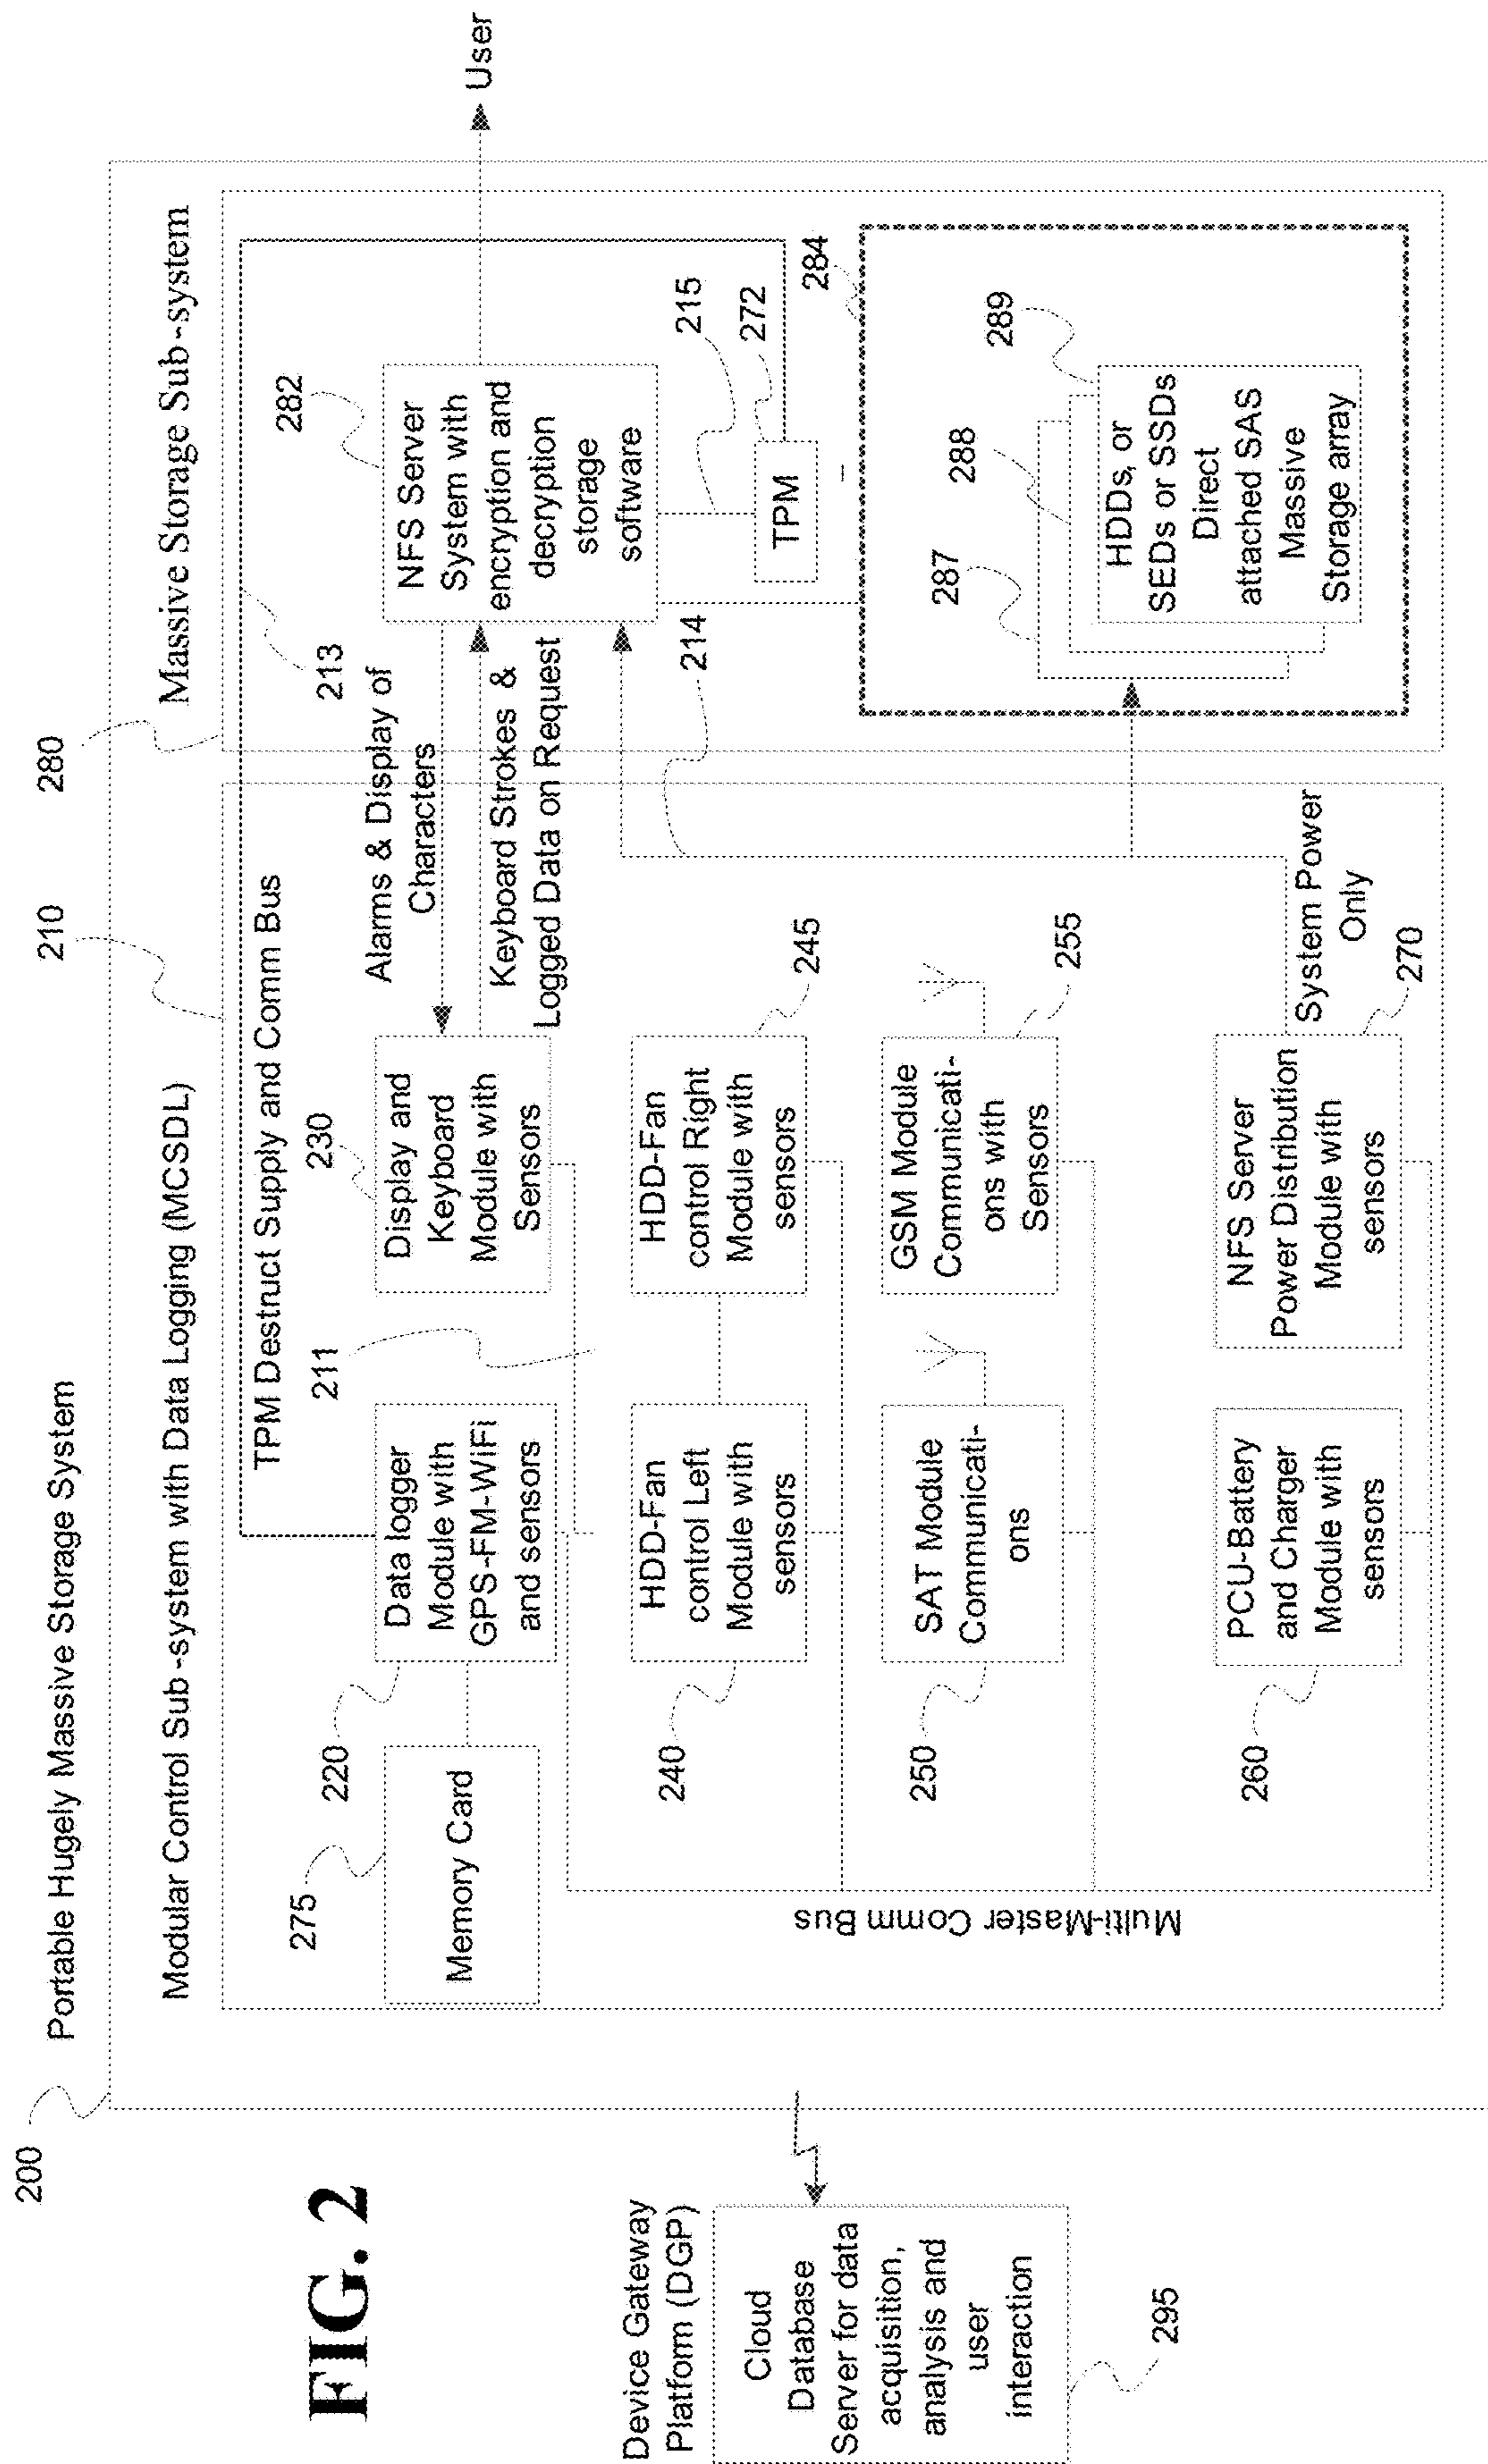 200
Portable Hugely Massive Storage System
210
280
Modular Control Sub-system with Data Logging (MCSDL)
Massive Storage Sub-system
TPM Destruct Supply and Comm Bus
213
275
Memory Card
220
Data logger
Module with
GPS-FM-WiFi
and sensors
211
230
Display and
Keyboard
Module with
Sensors
Alarms & Display of
Characters
Keyboard Strokes &
Logged Data on Request
282
NFS Server
System with
encryption and
decryption
storage
software
User
215
272
TPM
214
284
240
HDD-Fan
control Left
Module with
sensors
HDD-Fan
control Right
Module with
sensors
245
250
SAT Module
Communicati-
ons
GSM Module
Communicati-
ons with
Sensors
255
287
288
289
HDDs, or
SEDs or SSDs
Direct
attached SAS
Massive
Storage array
260
PCU-Battery
and Charger
Module with
sensors
NFS Server
Power Distribution
Module with
sensors
System Power
Only
270
Multi-Master Comm Bus
FIG. 2
Device Gateway
Platform (DGP)
Cloud
Database
Server for data
acquisition,
analysis and
user
interaction
295